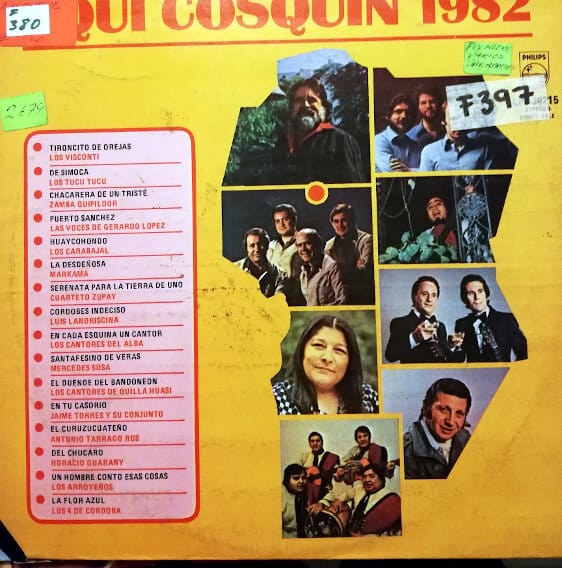 QUI COSQUIN 1982
F
380
2679
PHILIPS
F397
TIRONCITO DE OREJAS
LOS VISCONTI
DE SIMOCA
LOS TUCU TUCU
CHACARERA DE UN TRISTÉ
ZAMBA QUIPILDOR
PUERTO SANCHEZ
LAS VOCES DE GERARDO LOPEZ
HUAYCOHONDO
LOS CARABAJAL
LA DESDEÑOSA
MARKAMA
SERENATA PARA LA TIERRA DE UNO
CUARTETO ZUPAY
CORDOBES INDECISO
LUIS LANDRISCINA
EN CADA ESQUINA UN CANTOR
LOS CANTORES DEL ALBA
SANTAFESINO DE VERAS
MERCEDES SOSA
EL DUENDE DEL BANDONEON
LOS CANTORES DE QUILLA HUASI
EN TU CASORIO
JAIME TORRES Y SU CONJUNTO
EL CURUZUCUATEÑO
ANTONIO TARRAGO ROS
DEL CHUCARO
HORACIO GUARANY
UN HOMBRE CONTO ESAS COSAS
LOS ARROYEÑOS
LA FLOR AZUL
LOS 4 DE CORDOBA